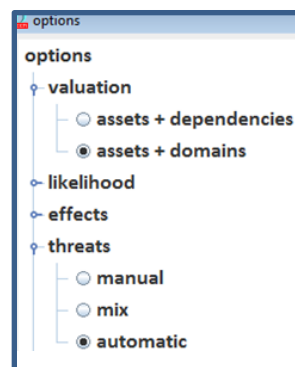 options
options
valuation
assets + dependencies
assets + domains
likelihood
effects
threats
manual
mix
automatic